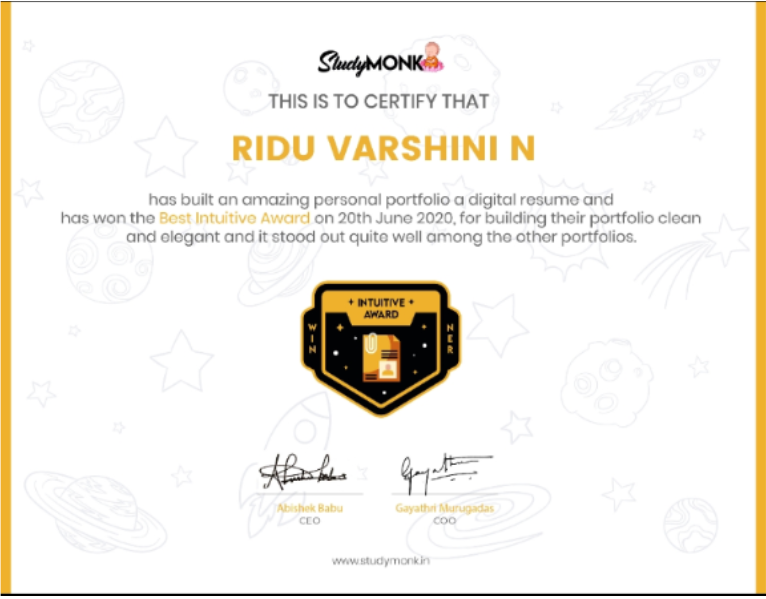 StudyMONK
THIS IS TO CERTIFY THAT
RIDU VARSHINI N
has built an amazing personal portfolio a digital resume and
has won the Best Intuitive Award on 20th June 2020, for building their portfolio clean
and elegant and it stood out quite well among the other portfolios.
INTUITIVE
AWARD
WIN
NER
Abishek Babu
CEO
Gayathri Murugadas
COO
www.studymonk.in